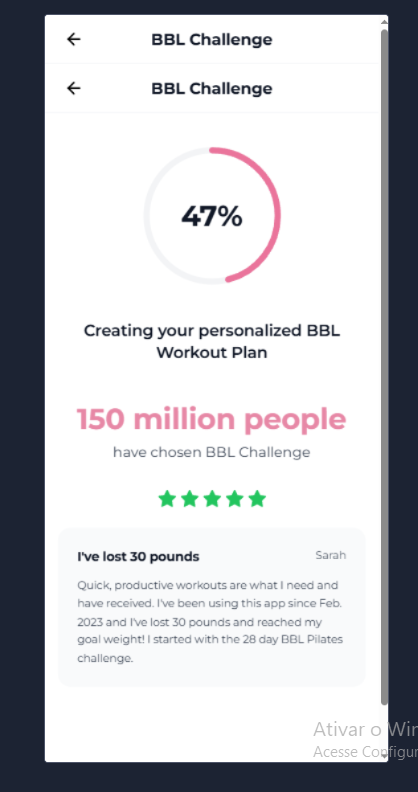 BBL Challenge
BBL Challenge
47%
Creating your personalized BBL
Workout Plan
150 million people
have chosen BBL Challenge
I've lost 30 pounds
Sarah
Quick, productive workouts are what I need and
have received. I've been using this app since Feb.
2023 and I've lost 30 pounds and reached my
goal weight! I started with the 28 day BBL Pilates
challenge.
Ativar o Win
Acesse Configur